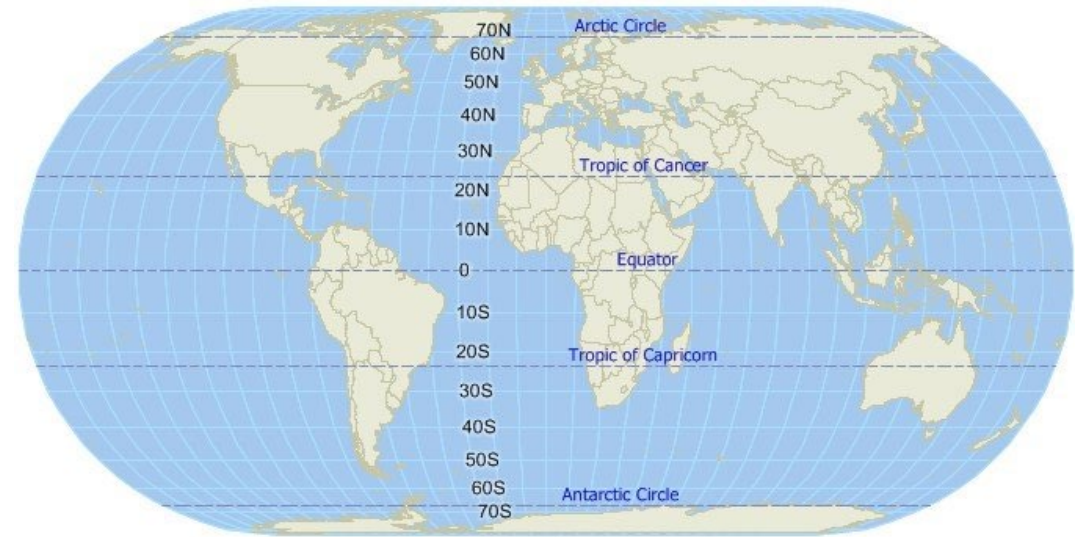 Arctic Circle
70N
60N
50N
40N
30N
Tropic of Cancer
20N
10N
Equator
0
10S
20S
Tropic of Capricorn
30S
40S
50S
60S
Antarctic Circle
70S